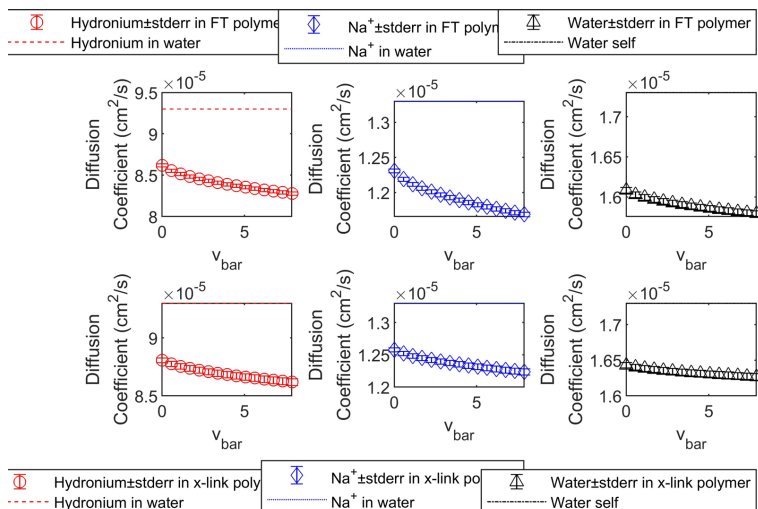 Hydronium±stderr in FT polyme
Hydronium in water
Na+±stderr in FT polyn
Na+ in water
Water±stderr in FT polymer
Water self
×10-5
9.5
9
8.5
8
0
5
Diffusion
Coefficient (cm2/s)
vbar
×10-5
1.3
1.25
1.2
0
5
Diffusion
Coefficient (cm2/s)
vbar
×10-5
1.7
1.65
1.6
0
5
Diffusion
Coefficient (cm2/s)
vbar
×10-5
9
8.5
0
5
Diffusion
Coefficient (cm2/s)
vbar
×10-5
1.3
1.25
1.2
0
5
Diffusion
Coefficient (cm2/s)
vbar
×10-5
1.7
1.65
1.6
0
5
Diffusion
Coefficient (cm2/s)
vbar
Hydronium±stderr in x-link poly
Hydronium in water
Na+±stderr in x-link po
Na+ in water
Water±stderr in x-link polymer
Water self